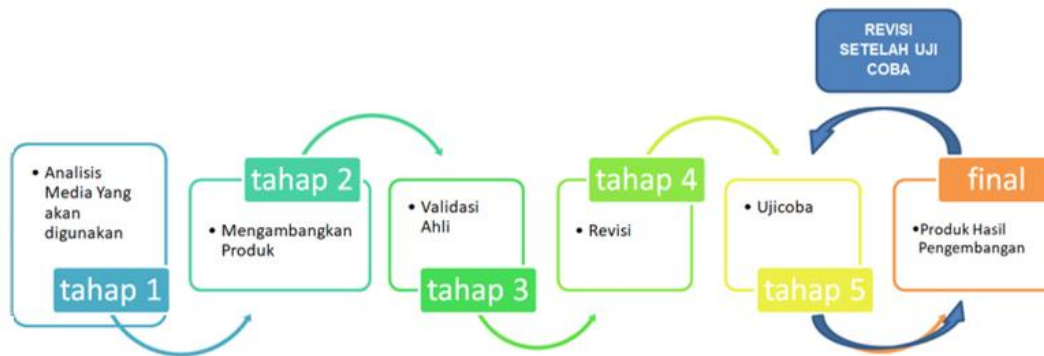 REVISI
SETELAH UJI
COBA
• Analisis
Media Yang
akan
digunakan
tahap 1
tahap 2
• Mengambangkan
Produk
• Validasi
Ahli
tahap 3
tahap 4
• Revisi
• Ujicoba
tahap 5
final
•Produk Hasil
Pengembangan